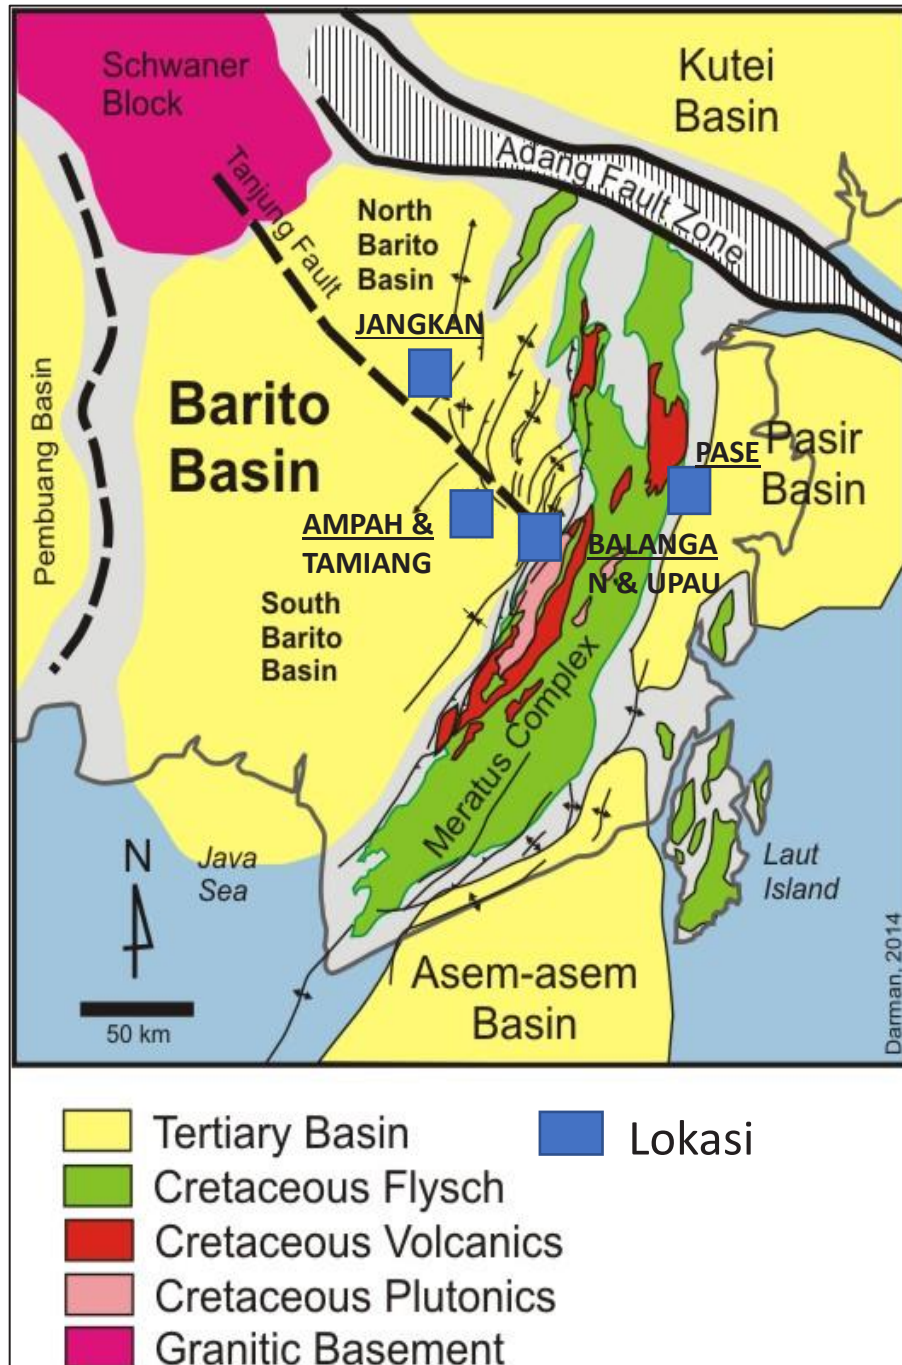 Schwaner
Block
Kutei
Basin
Adang Fault Zone
Tanjung Fault
North
Barito
Basin
JANGKAN
Barito
Basin
Pembuang Basin
PASE
Pasir
Basin
AMPAH &
TAMIANG
BALANGA
N & UPAU
South
Barito
Basin
Meratus Complex
N
Java
Sea
Laut
Island
50 km
Asem-asem
Basin
Darman, 2014
Tertiary Basin
Lokasi
Cretaceous Flysch
Cretaceous Volcanics
Cretaceous Plutonics
Granitic Basement